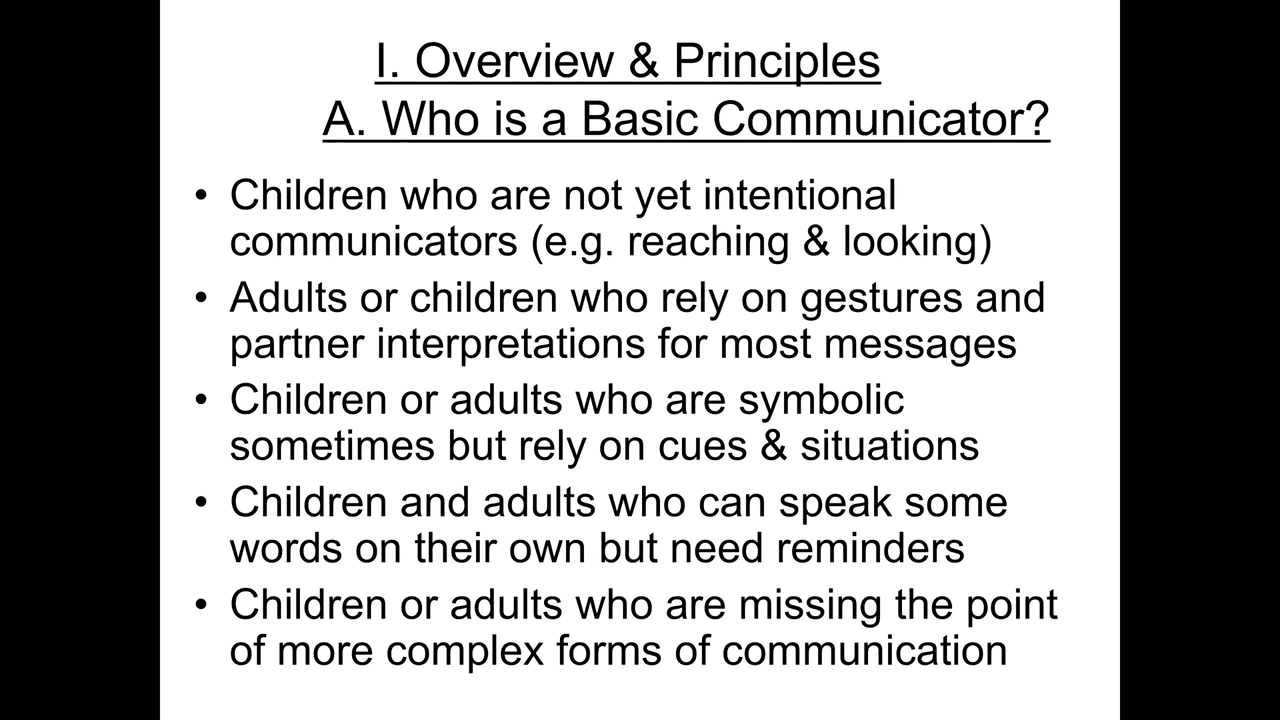 I. Overview & Principles
A. Who is a Basic Communicator?
• Children who are not yet intentional
communicators (e.g. reaching & looking)
• Adults or children who rely on gestures and
partner interpretations for most messages
• Children or adults who are symbolic
sometimes but rely on cues & situations
• Children and adults who can speak some
words on their own but need reminders
• Children or adults who are missing the point
of more complex forms of communication